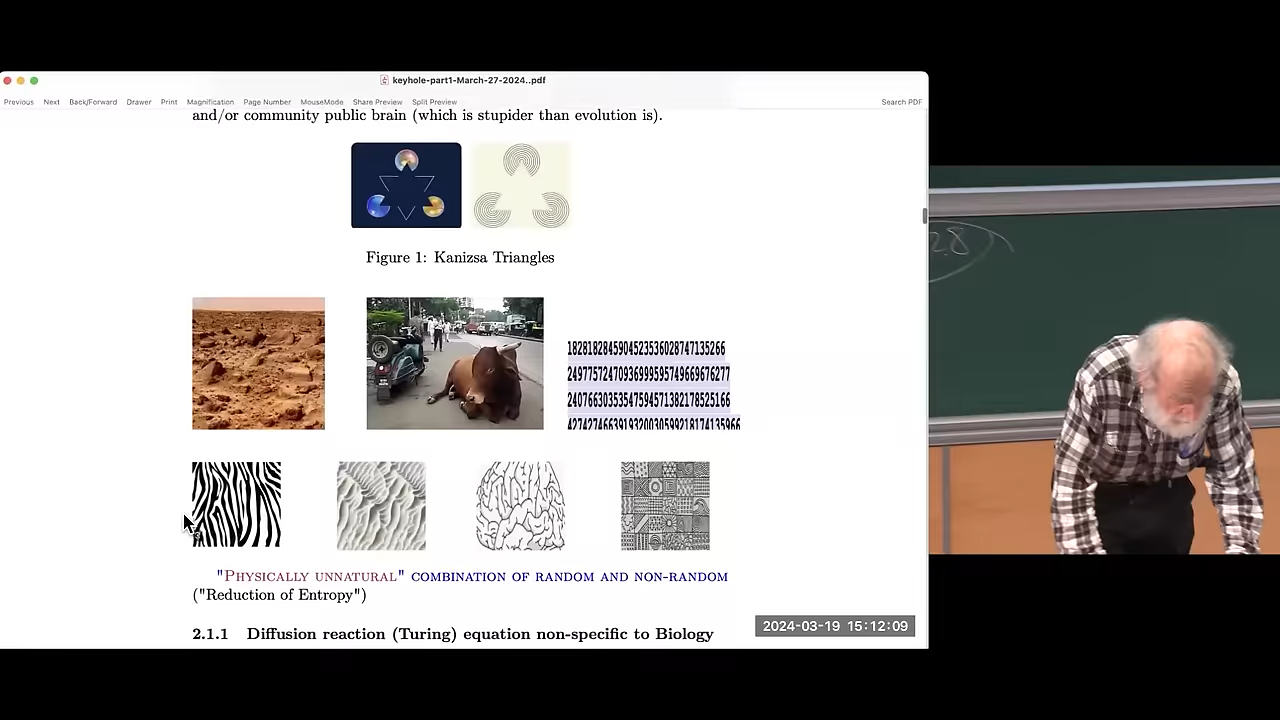 keyhole-part1-March-27-2024..pdf
Previous Next Back/Forward Drawer Print Magnification Page Number MouseMode Share Preview Split Preview Search PDF
and/or community public brain (which is stupider than evolution is).
Figure 1: Kanizsa Triangles
1828182845904523536028747135266
24977572470936999595749669676277
24076630353547594571382178525166
4274274663919320030599218174135966
"Physically unnatural" combination of random and non-random
("Reduction of Entropy")
2.1.1 Diffusion reaction (Turing) equation non-specific to Biology
2024-03-19 15:12:09
28